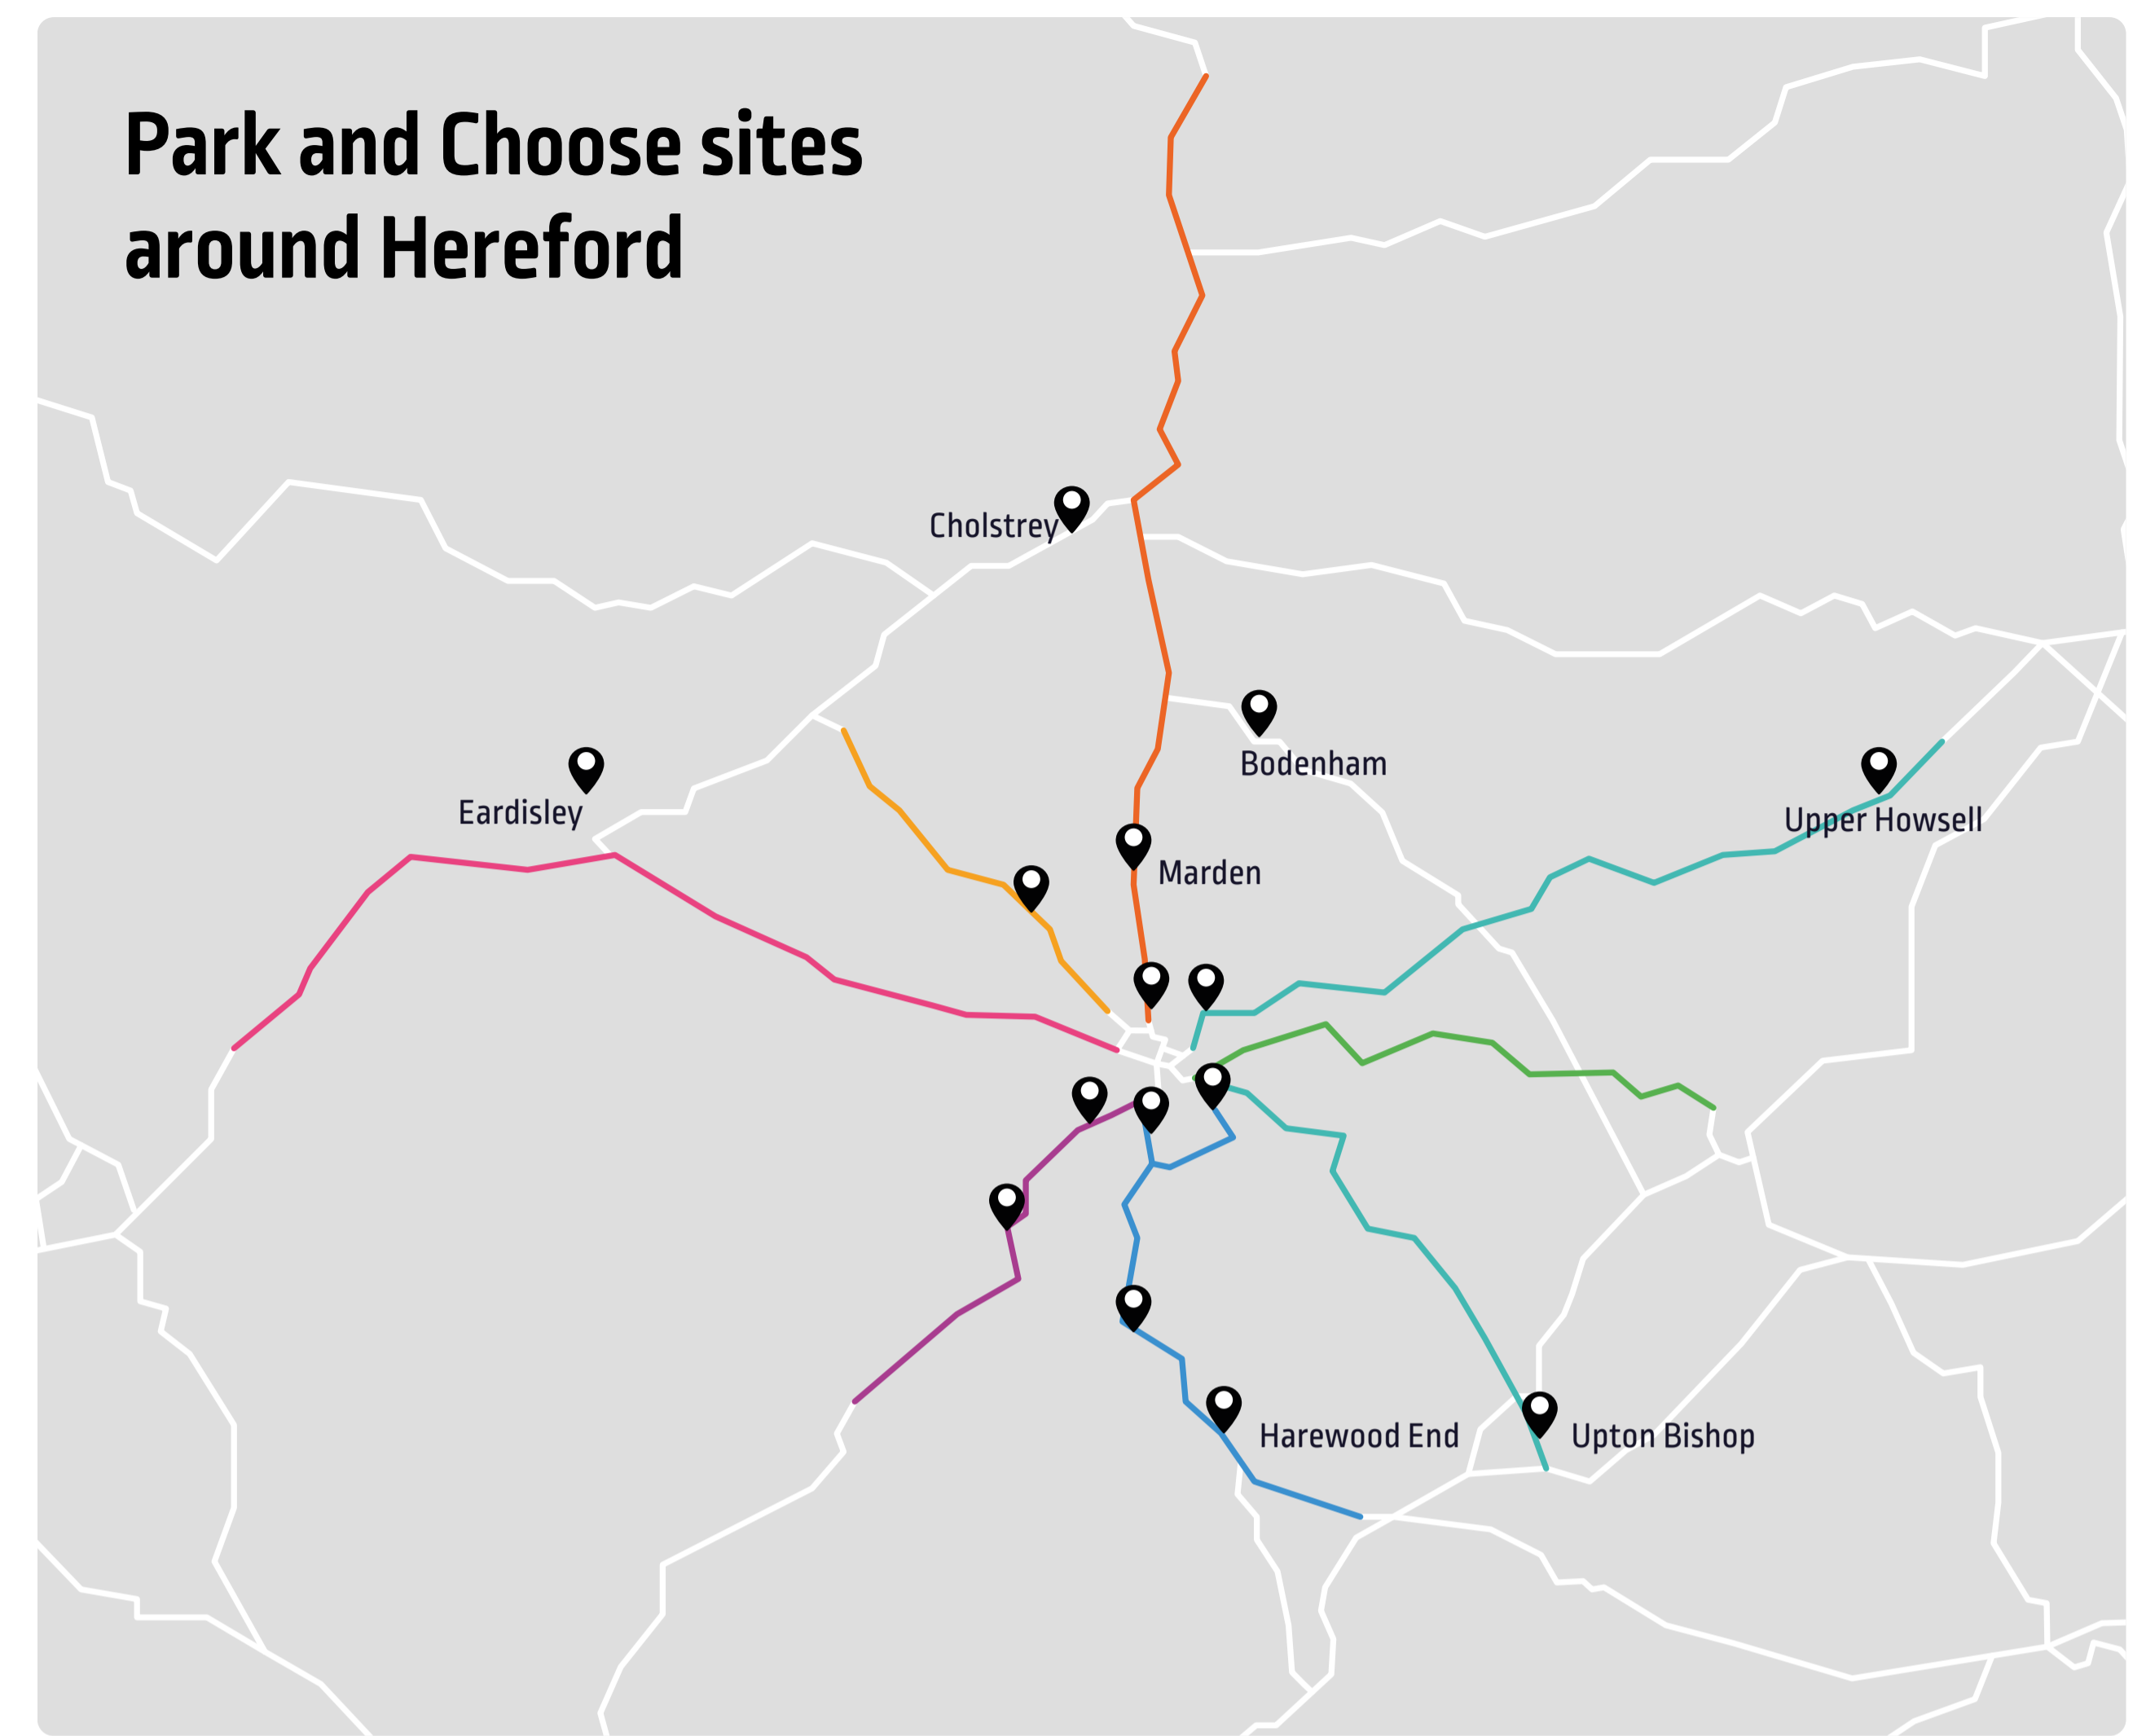 Park and Choose sites
around Hereford
Cholstrey
Bodenham
Eardisley
Upper Howsell
Marden
Harewood End
Upton Bishop